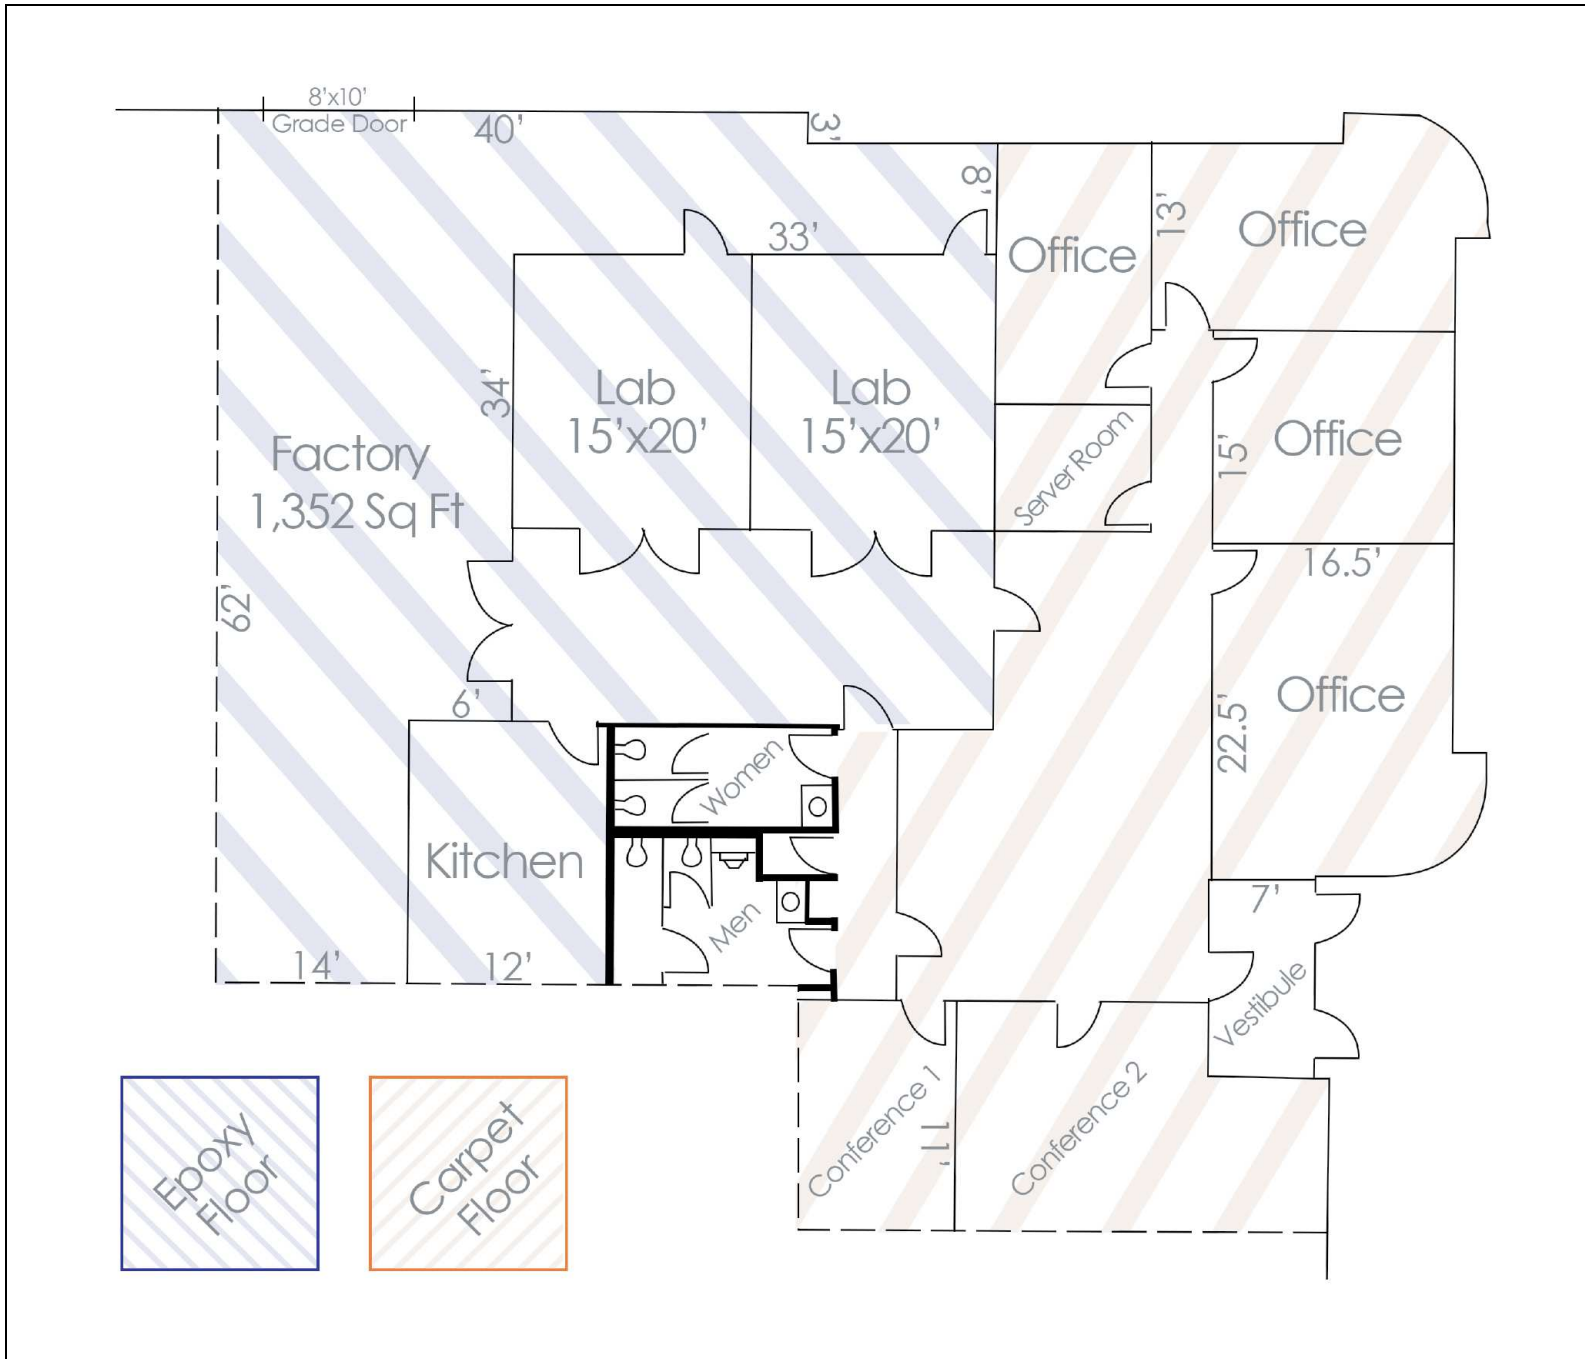 8'x10'
Grade Door
40'
3'
8'
33'
Office
13'
Office
34'
Lab
15'x20'
Lab
15'x20'
Server Room
15'
Office
Factory
1,352 Sq Ft
16.5'
62'
6'
Office
22.5'
Women
Kitchen
Men
7'
14'
12'
Vestibule
Conference 1
11'
Conference 2
Epoxy
Floor
Carpet
Floor